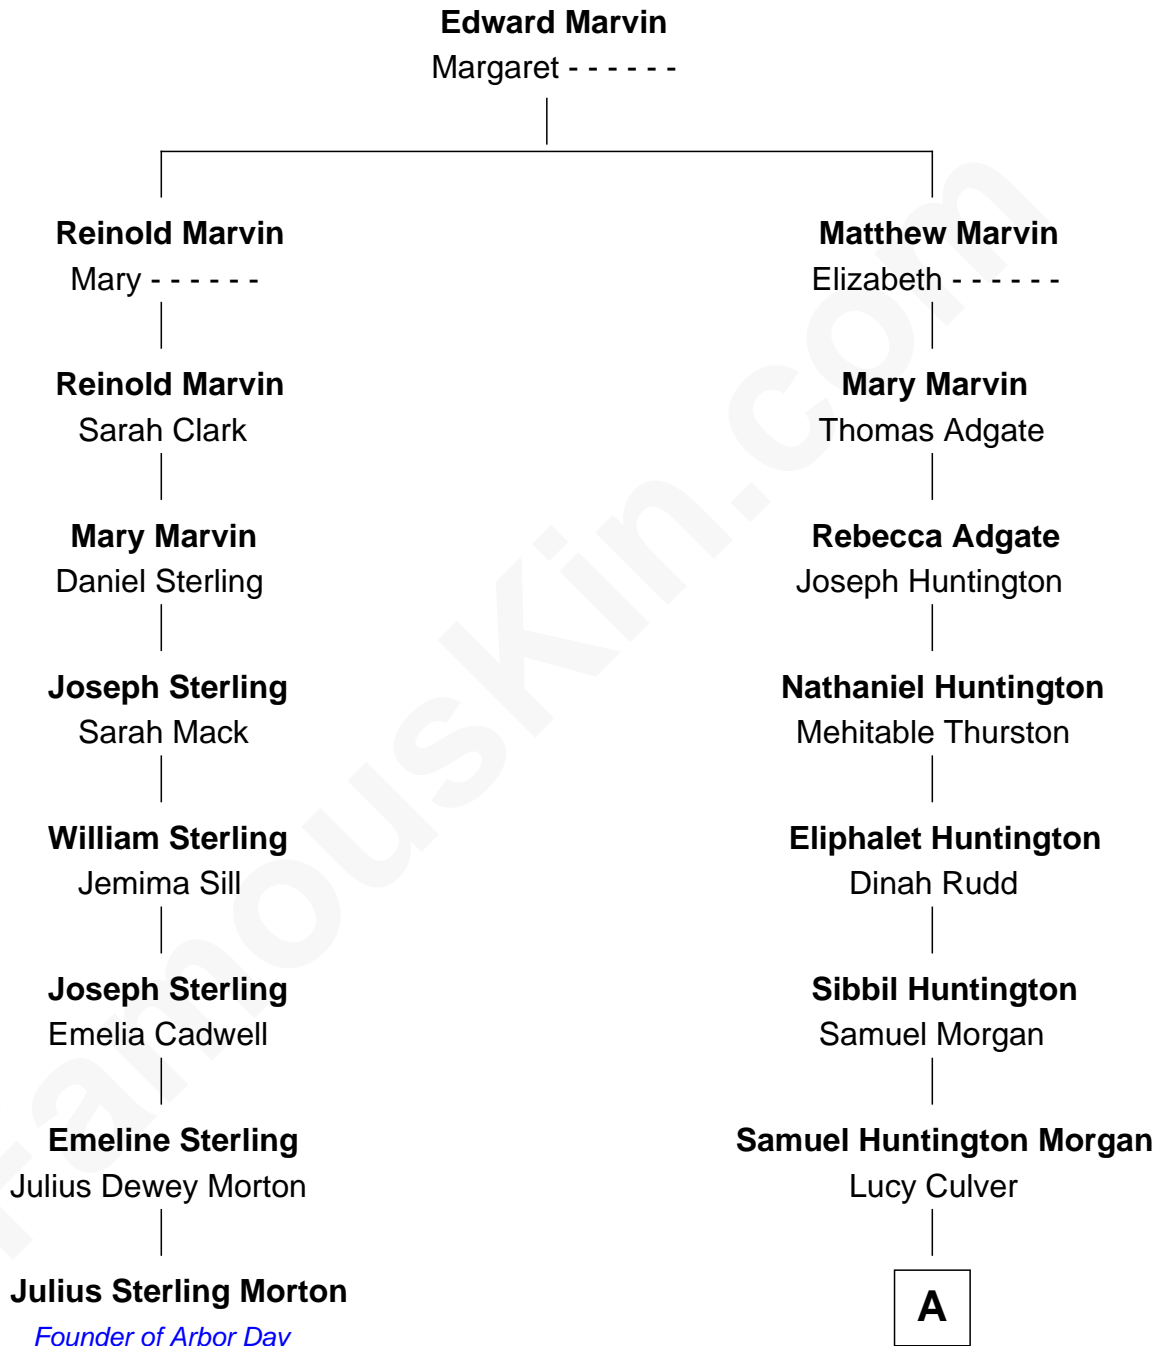 Edward Marvin
Margaret - - - - - -
Reinold Marvin
Mary - - - - - -
Matthew Marvin
Elizabeth - - - - - -
Reinold Marvin
Sarah Clark
Mary Marvin
Thomas Adgate
Mary Marvin
Daniel Sterling
Rebecca Adgate
Joseph Huntington
Joseph Sterling
Sarah Mack
Nathaniel Huntington
Mehitable Thurston
William Sterling
Jemima Sill
Eliphalet Huntington
Dinah Rudd
Joseph Sterling
Emelia Cadwell
Sibbil Huntington
Samuel Morgan
Emeline Sterling
Julius Dewey Morton
Samuel Huntington Morgan
Lucy Culver
Julius Sterling Morton
Founder of Arbor Day
A
FamousKin.com